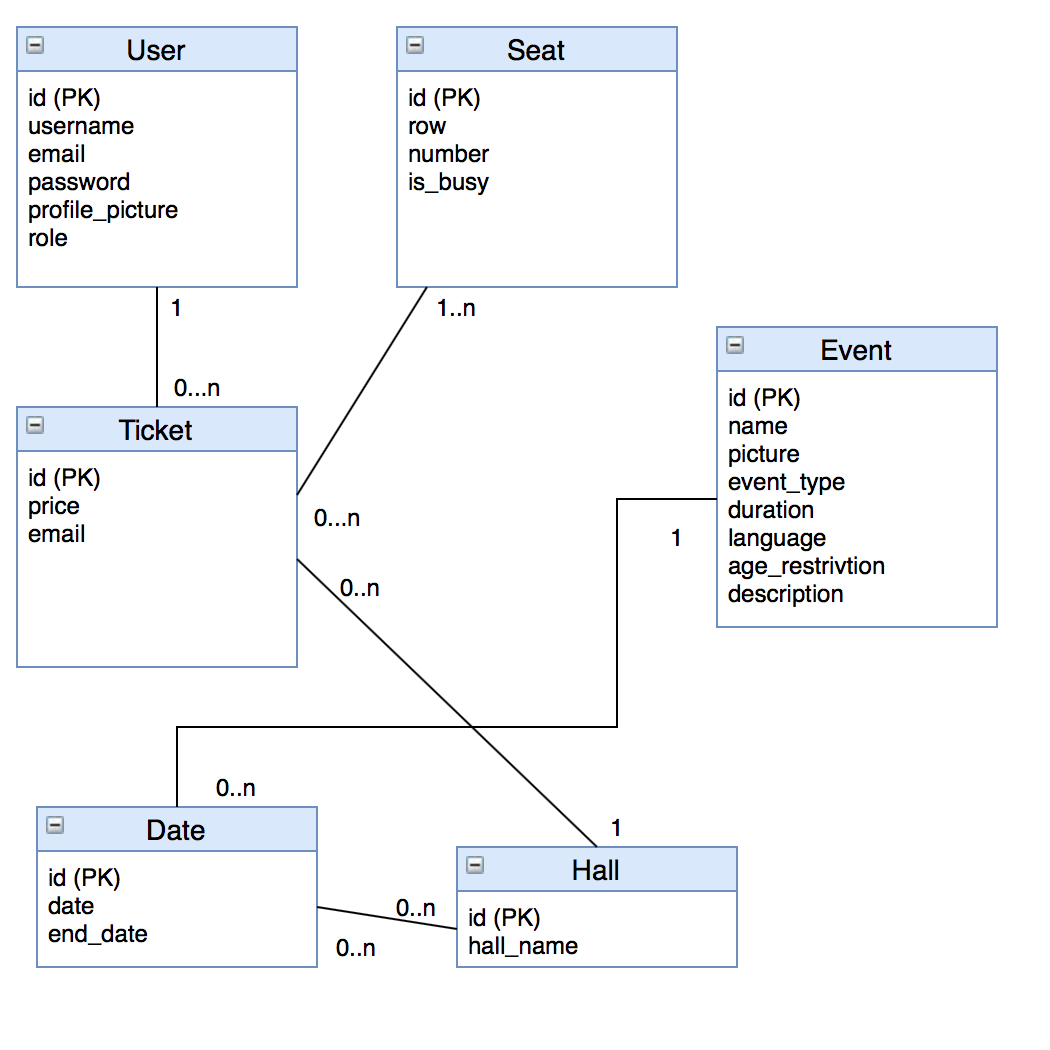 User
id (PK)
username
email
password
profile_picture
role
Seat
id (PK)
row
number
is_busy
1
0...n
1..n
0...n
Ticket
id (PK)
price
email
0..n
Event
id (PK)
name
picture
event_type
duration
language
age_restrivtion
description
1
0..n
Date
id (PK)
date
end_date
0..n
0..n
1
Hall
id (PK)
hall_name